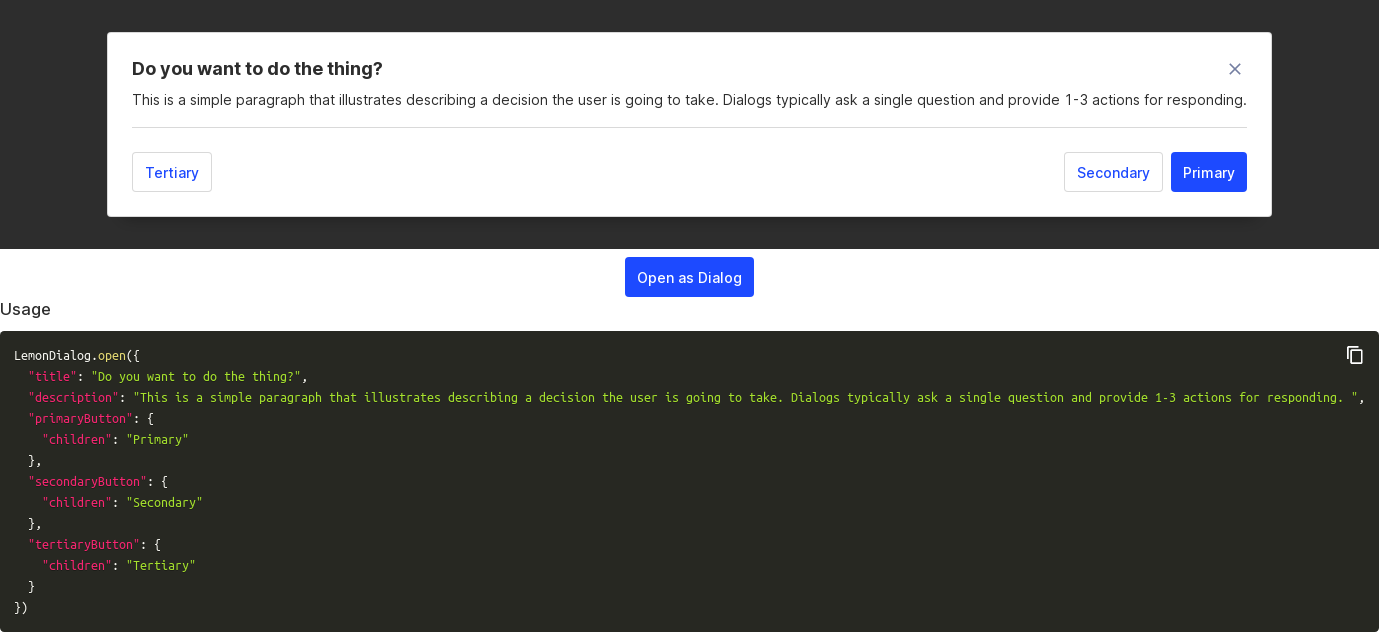 Do you want to do the thing?
This is a simple paragraph that illustrates describing a decision the user is going to take. Dialogs typically ask a single question and provide 1-3 actions for responding.
Tertiary Secondary Primary
Open as Dialog
Usage
LemonDialog.open({
  "title": "Do you want to do the thing?",
  "description": "This is a simple paragraph that illustrates describing a decision the user is going to take. Dialogs typically ask a single question and provide 1-3 actions for responding. ",
  "primaryButton": {
    "children": "Primary"
  },
  "secondaryButton": {
    "children": "Secondary"
  },
  "tertiaryButton": {
    "children": "Tertiary"
  }
})